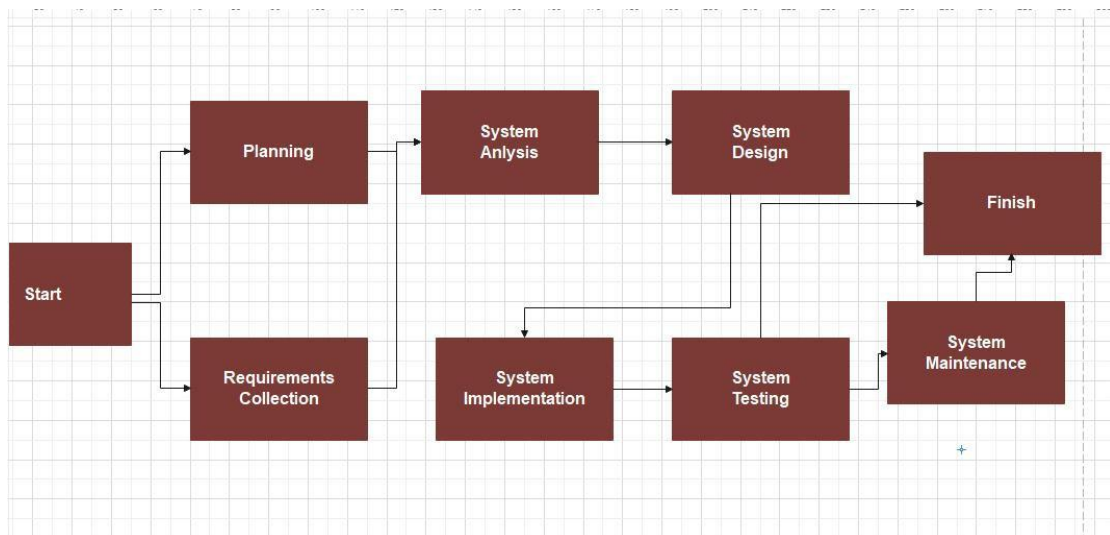 Planning
System
Anlysis
System
Design
Finish
Start
Requirements
Collection
System
Implementation
System
Testing
System
Maintenance